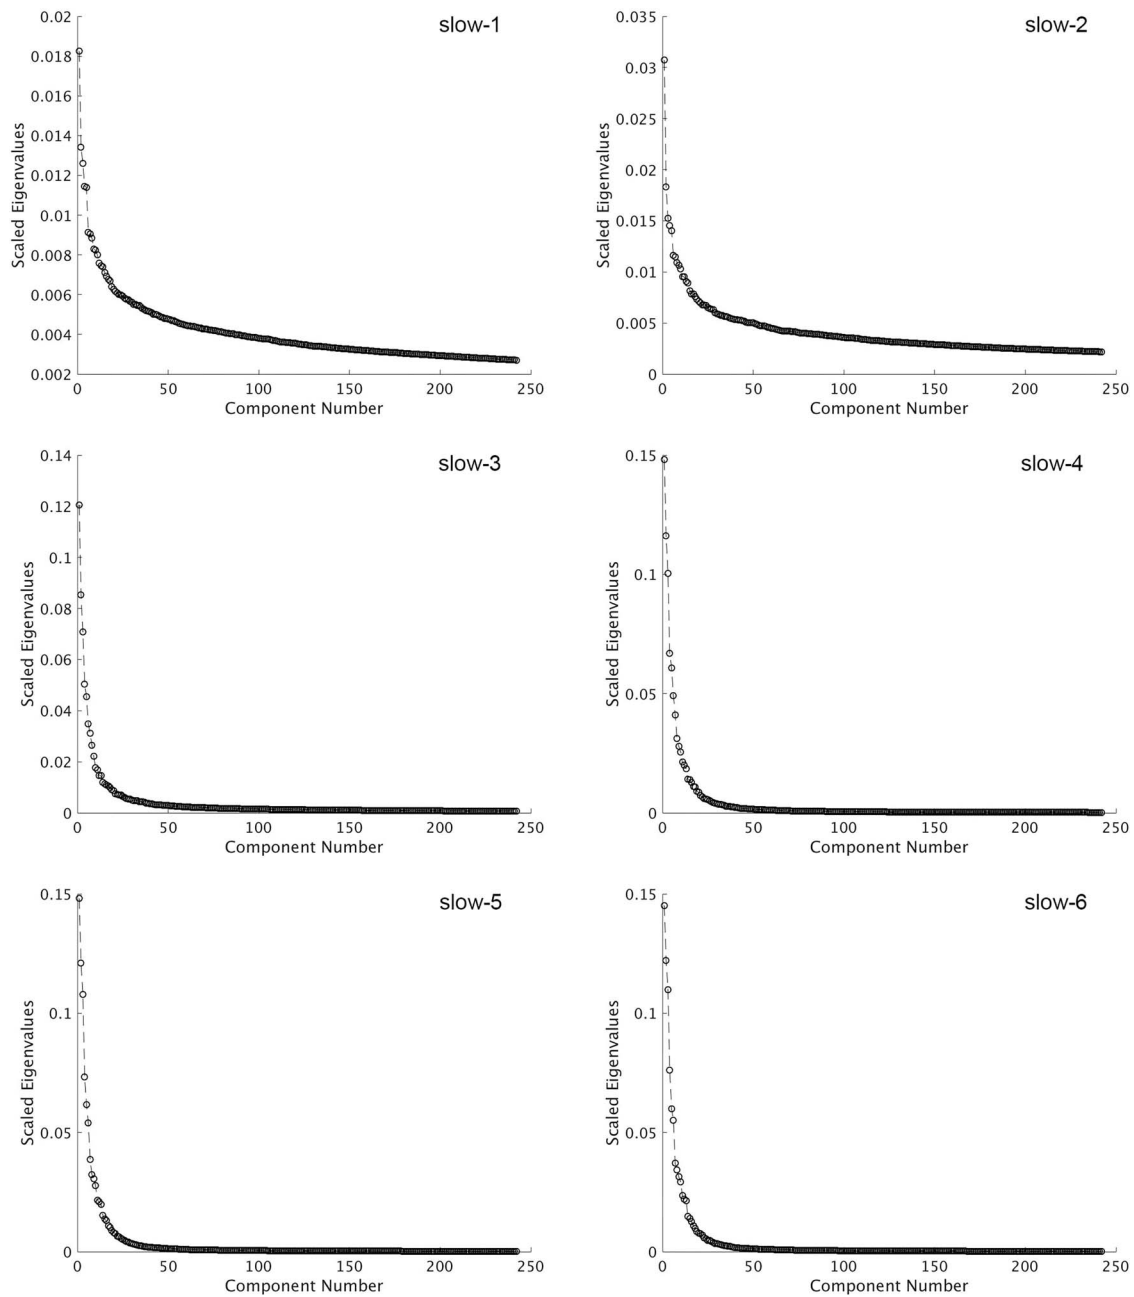 slow-1
0.02
0.018
0.016
0.014
0.012
0.01
0.008
0.006
0.004
0.002
Scaled Eigenvalues
0 50 100 150 200 250
Component Number
slow-2
0.035
0.03
0.025
0.02
0.015
0.01
0.005
0
Scaled Eigenvalues
0 50 100 150 200 250
Component Number
slow-3
0.14
0.12
0.1
0.08
0.06
0.04
0.02
0
Scaled Eigenvalues
0 50 100 150 200 250
Component Number
slow-4
0.15
0.1
0.05
0
Scaled Eigenvalues
0 50 100 150 200 250
Component Number
slow-5
0.15
0.1
0.05
0
Scaled Eigenvalues
0 50 100 150 200 250
Component Number
slow-6
0.15
0.1
0.05
0
Scaled Eigenvalues
0 50 100 150 200 250
Component Number